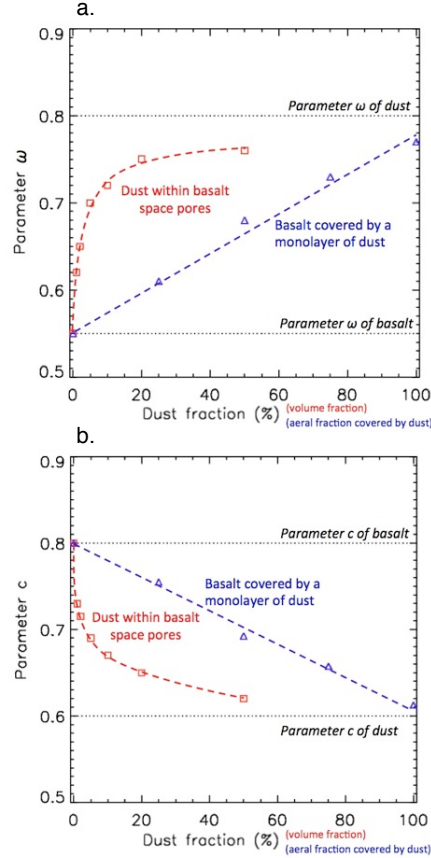 a.
0.9
0.8
0.7
0.6
0.5
Parameter ω
Parameter ω of dust
Dust within basalt
space pores
Basalt covered by a
monolayer of dust
Parameter ω of basalt
0 20 40 60 80 100
Dust fraction (%) (volume fraction)
(aeral fraction covered by dust)
b.
0.9
0.8
0.7
0.6
0.5
Parameter c
Parameter c of basalt
Basalt covered by a
monolayer of dust
Dust within basalt
space pores
Parameter c of dust
0 20 40 60 80 100
Dust fraction (%) (volume fraction)
(aeral fraction covered by dust)